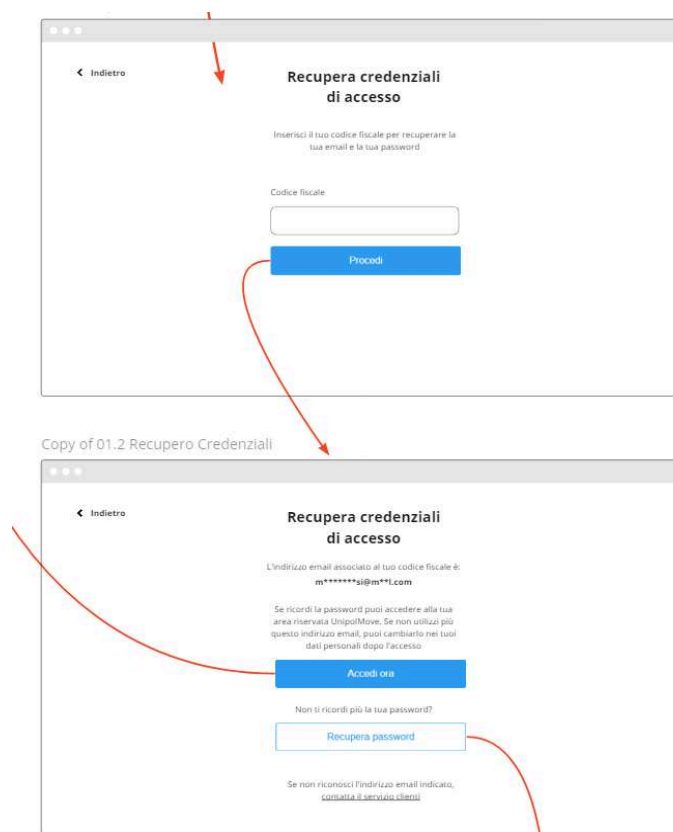 Indietro
Recupera credenziali
di accesso
Inserisci il tuo codice fiscale per recuperare la
tua email e la tua password
Codice fiscale
Procedi
Copy of 01.2 Recupero Credenziali
Indietro
Recupera credenziali
di accesso
L'indirizzo email associato al tuo codice fiscale è:
m*******si@m**l.com
Se ricordi la password puoi accedere alla tua
area riservata UnipolMove. Se non utilizzi più
questo indirizzo email, puoi cambiarlo nei tuoi
dati personali dopo l'accesso
Accedi ora
Non ti ricordi più la tua password?
Recupera password
Se non riconosci l'indirizzo email indicato,
contatta il servizio clienti